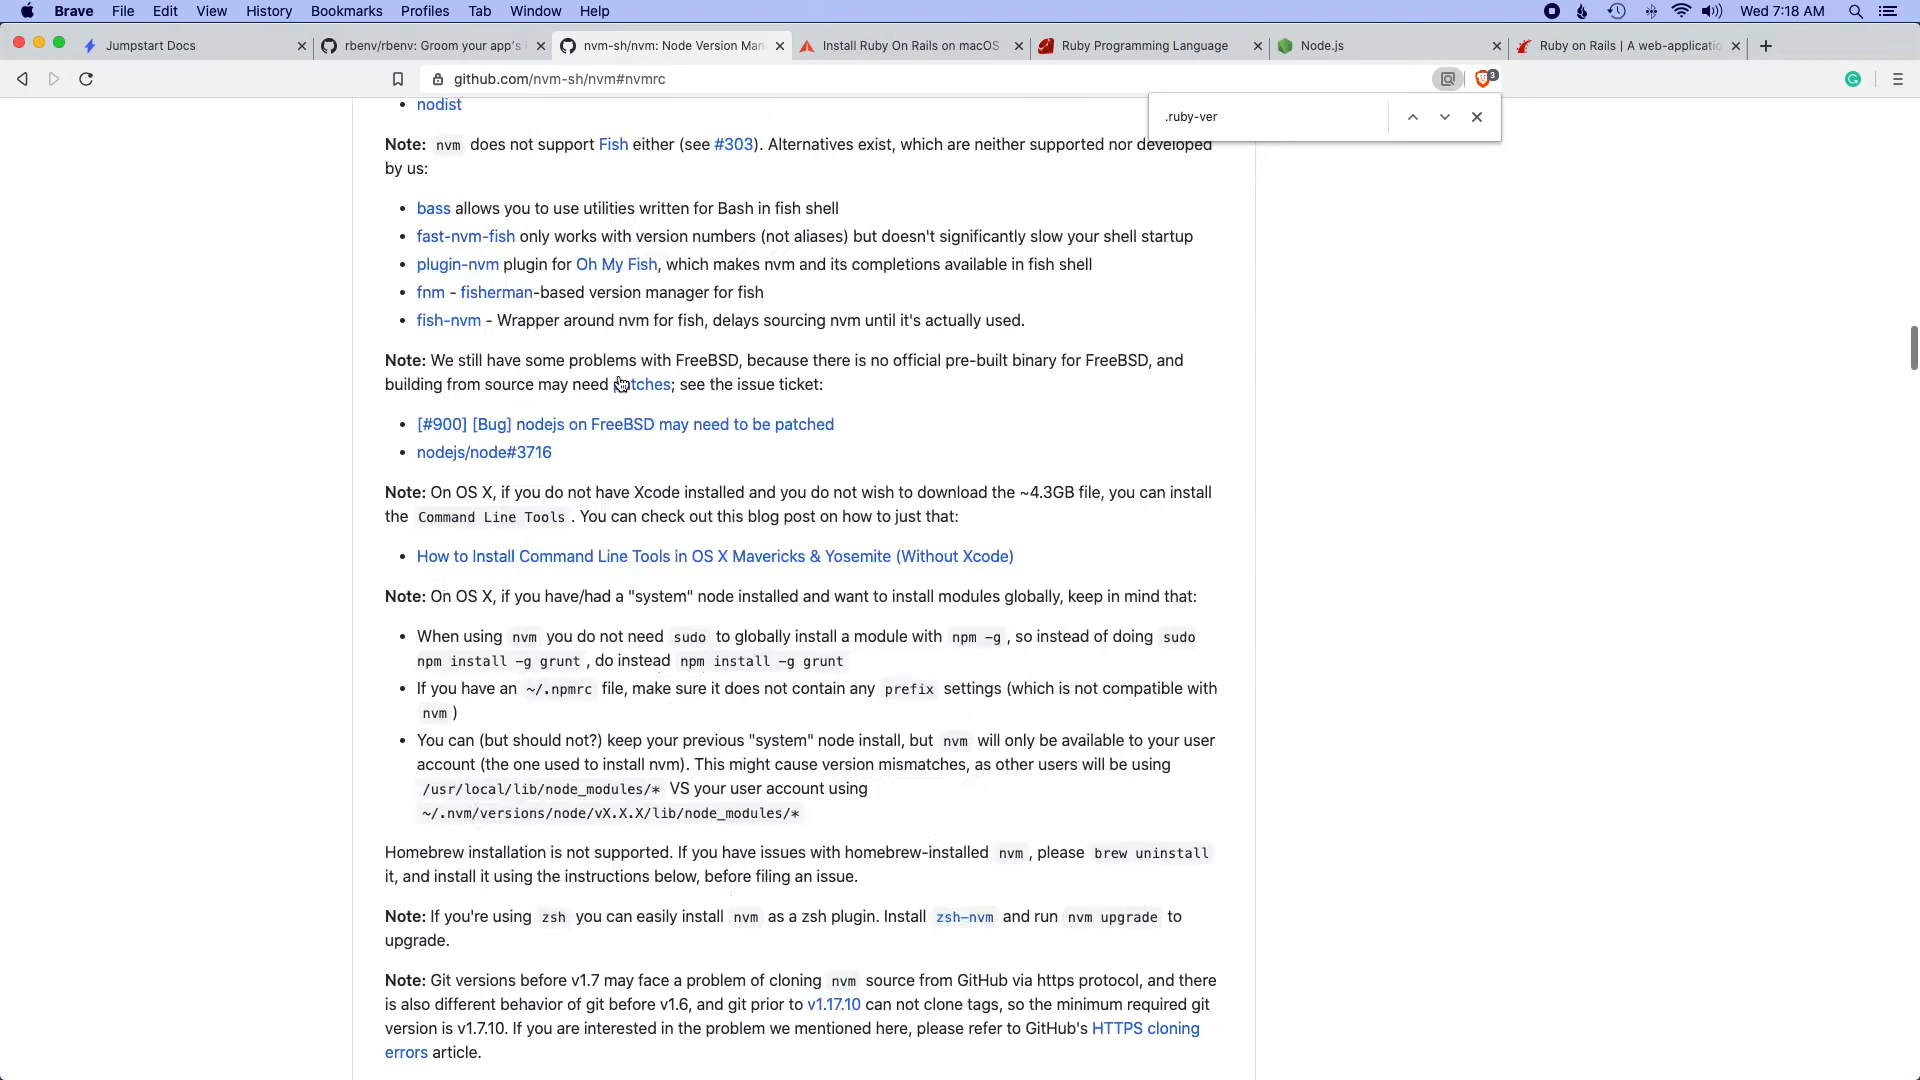 Brave File Edit View History Bookmarks Profiles Tab Window Help Wed 7:18 AM
Jumpstart Docs rbenv/rbenv: Groom your app's nvm-sh/nvm: Node Version Man Install Ruby On Rails on macOS Ruby Programming Language Node.js Ruby on Rails | A web-applicatio
github.com/nvm-sh/nvm#nvmrc 3
.ruby-ver
nodist
Note: nvm does not support Fish either (see #303). Alternatives exist, which are neither supported nor developed
by us:
bass allows you to use utilities written for Bash in fish shell
fast-nvm-fish only works with version numbers (not aliases) but doesn't significantly slow your shell startup
plugin-nvm plugin for Oh My Fish, which makes nvm and its completions available in fish shell
fnm - fisherman-based version manager for fish
fish-nvm - Wrapper around nvm for fish, delays sourcing nvm until it's actually used.
Note: We still have some problems with FreeBSD, because there is no official pre-built binary for FreeBSD, and
building from source may need patches; see the issue ticket:
[#900] [Bug] nodejs on FreeBSD may need to be patched
nodejs/node#3716
Note: On OS X, if you do not have Xcode installed and you do not wish to download the ~4.3GB file, you can install
the Command Line Tools . You can check out this blog post on how to just that:
How to Install Command Line Tools in OS X Mavericks & Yosemite (Without Xcode)
Note: On OS X, if you have/had a "system" node installed and want to install modules globally, keep in mind that:
When using nvm you do not need sudo to globally install a module with npm -g , so instead of doing sudo
npm install -g grunt , do instead npm install -g grunt
If you have an ~/.npmrc file, make sure it does not contain any prefix settings (which is not compatible with
nvm )
You can (but should not?) keep your previous "system" node install, but nvm will only be available to your user
account (the one used to install nvm). This might cause version mismatches, as other users will be using
/usr/local/lib/node_modules/* VS your user account using
~/.nvm/versions/node/vX.X.X/lib/node_modules/*
Homebrew installation is not supported. If you have issues with homebrew-installed nvm , please brew uninstall
it, and install it using the instructions below, before filing an issue.
Note: If you're using zsh you can easily install nvm as a zsh plugin. Install zsh-nvm and run nvm upgrade to
upgrade.
Note: Git versions before v1.7 may face a problem of cloning nvm source from GitHub via https protocol, and there
is also different behavior of git before v1.6, and git prior to v1.17.10 can not clone tags, so the minimum required git
version is v1.7.10. If you are interested in the problem we mentioned here, please refer to GitHub's HTTPS cloning
errors article.